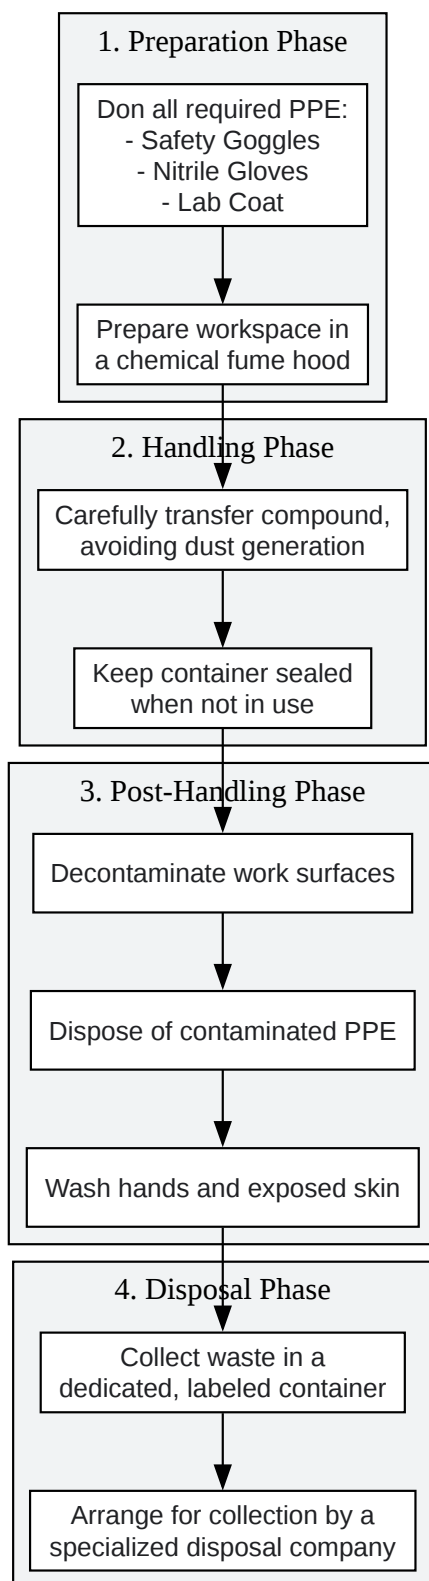 1. Preparation Phase
Don all required PPE:
- Safety Goggles
- Nitrile Gloves
- Lab Coat
Prepare workspace in
a chemical fume hood
2. Handling Phase
Carefully transfer compound,
avoiding dust generation
Keep container sealed
when not in use
3. Post-Handling Phase
Decontaminate work surfaces
Dispose of contaminated PPE
Wash hands and exposed skin
4. Disposal Phase
Collect waste in a
dedicated, labeled container
Arrange for collection by a
specialized disposal company